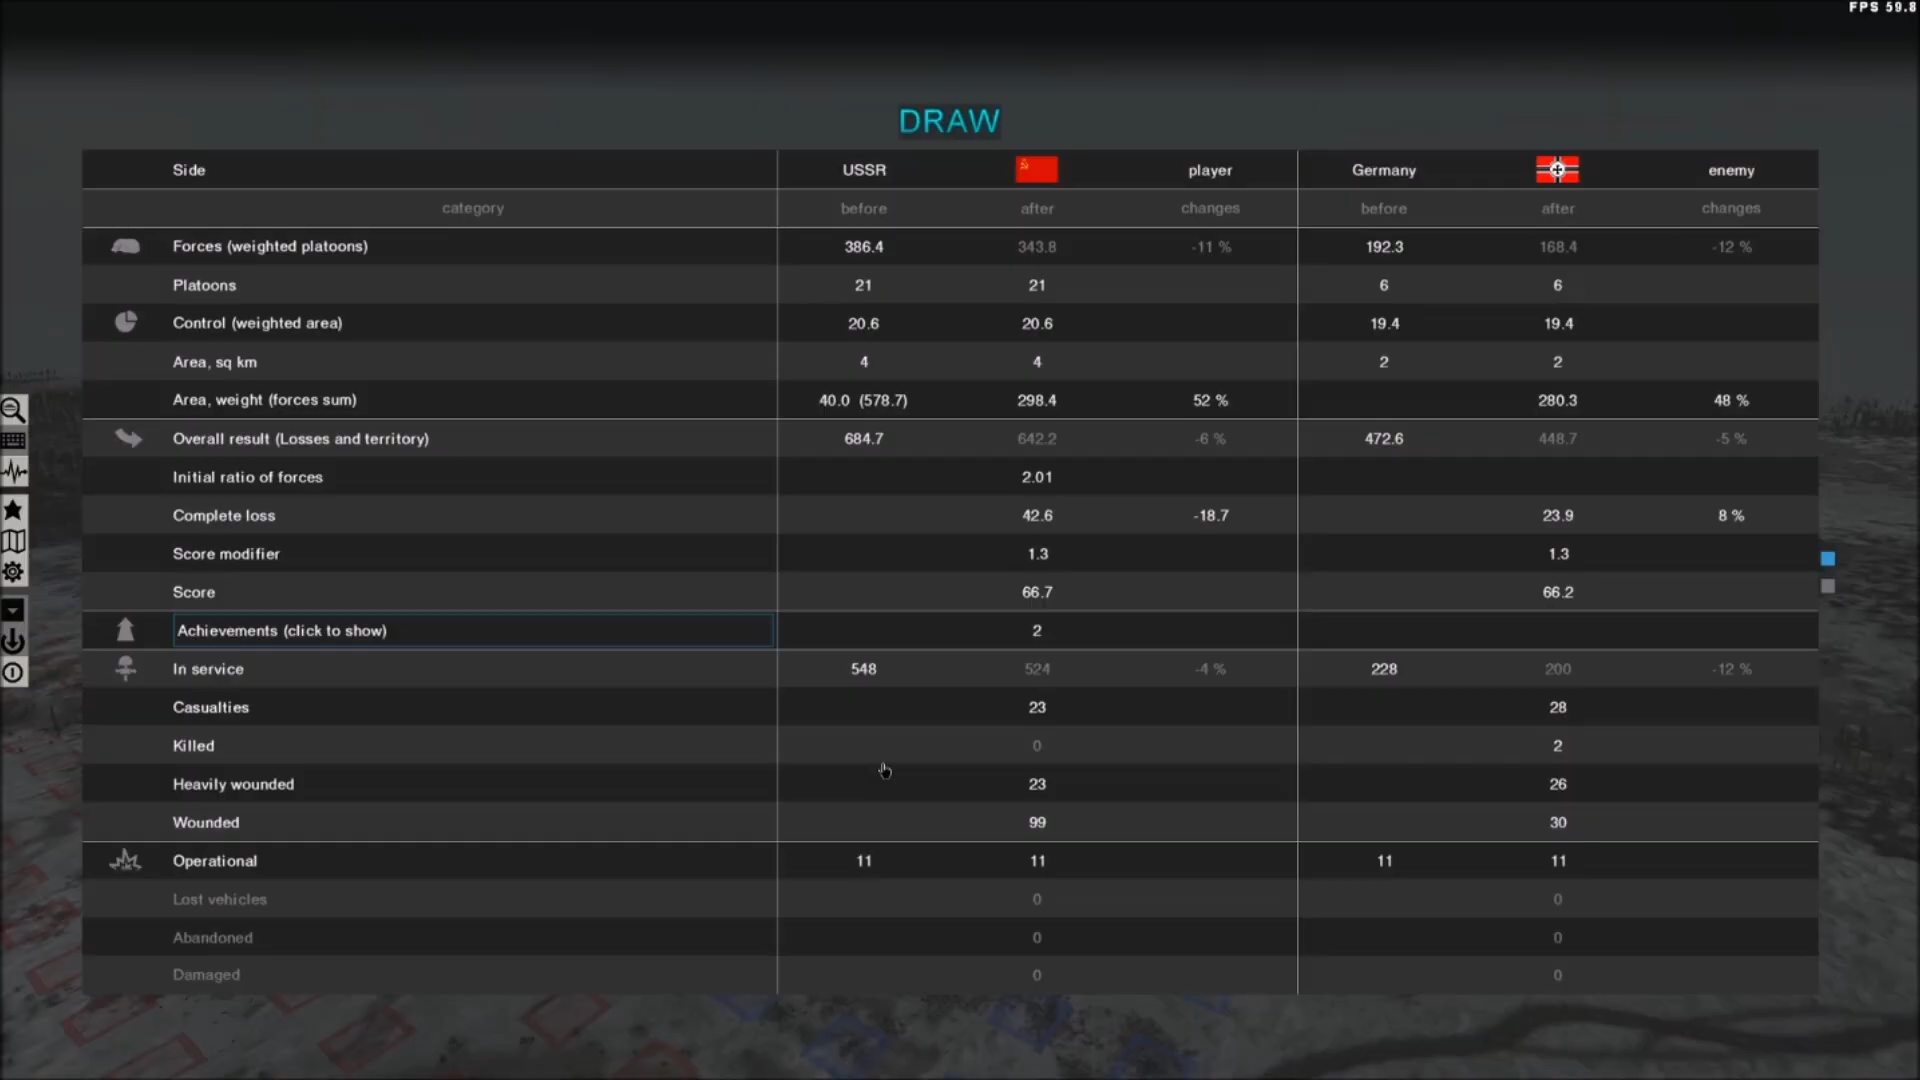 FPS 59.8
DRAW
Side USSR player Germany enemy
category before after changes before after changes
Forces (weighted platoons) 386.4 343.8 -11 % 192.3 168.4 -12 %
Platoons 21 21 6 6
Control (weighted area) 20.6 20.6 19.4 19.4
Area, sq km 4 4 2 2
Area, weight (forces sum) 40.0 (578.7) 298.4 52 % 280.3 48 %
Overall result (Losses and territory) 684.7 642.2 -6 % 472.6 448.7 -5 %
Initial ratio of forces 2.01
Complete loss 42.6 -18.7 23.9 8 %
Score modifier 1.3 1.3
Score 66.7 66.2
Achievements (click to show) 2
In service 548 524 -4 % 228 200 -12 %
Casualties 23 28
Killed 0 2
Heavily wounded 23 26
Wounded 99 30
Operational 11 11 11 11
Lost vehicles 0 0
Abandoned 0 0
Damaged 0 0